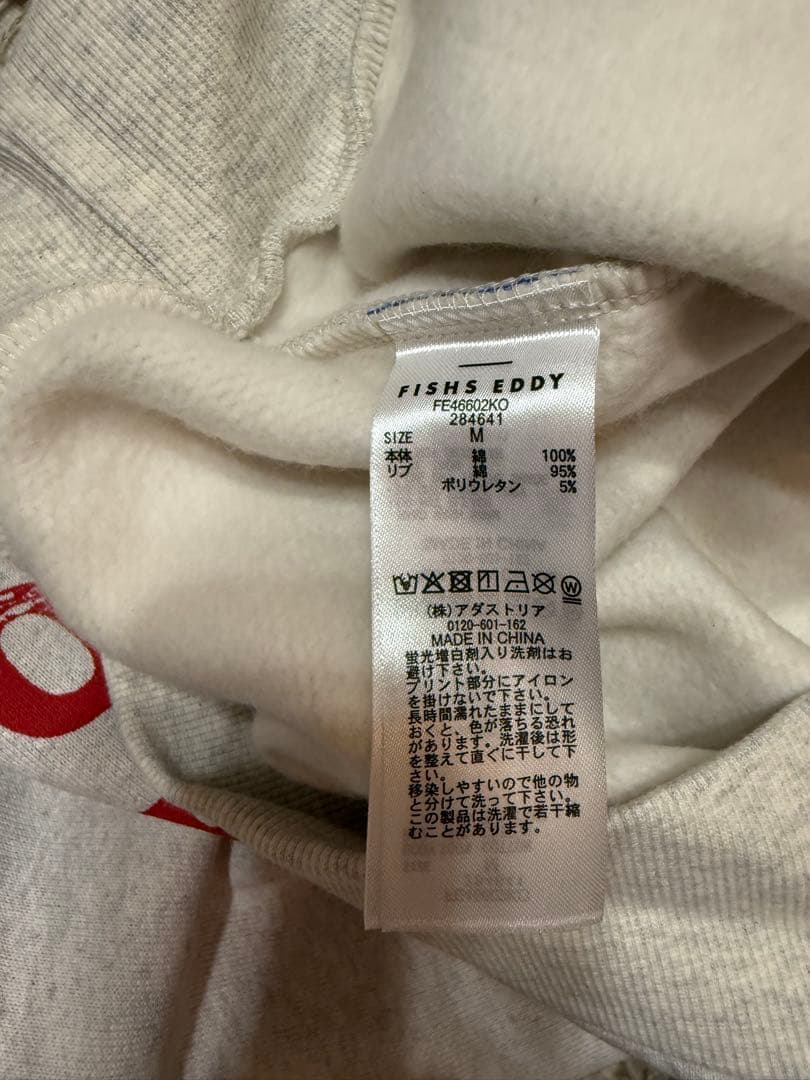 FISHS EDDY
FE46602KO
284641
SIZE M
本体 綿 100%
リブ 綿 95%
ポリウレタン 5%
(株)アダストリア
0120-601-162
MADE IN CHINA
蛍光増白剤入り洗剤はお
避け下さい。
プリント部分にアイロン
を掛けないで下さい。
長時間濡れたままにして
おくと、色が落ちる恐れ
があります。洗濯後は形
を整えて直ぐに干して下
さい。
移染しやすいので他の物
と分けて洗って下さい。
この製品は洗濯で若干縮
むことがあります。